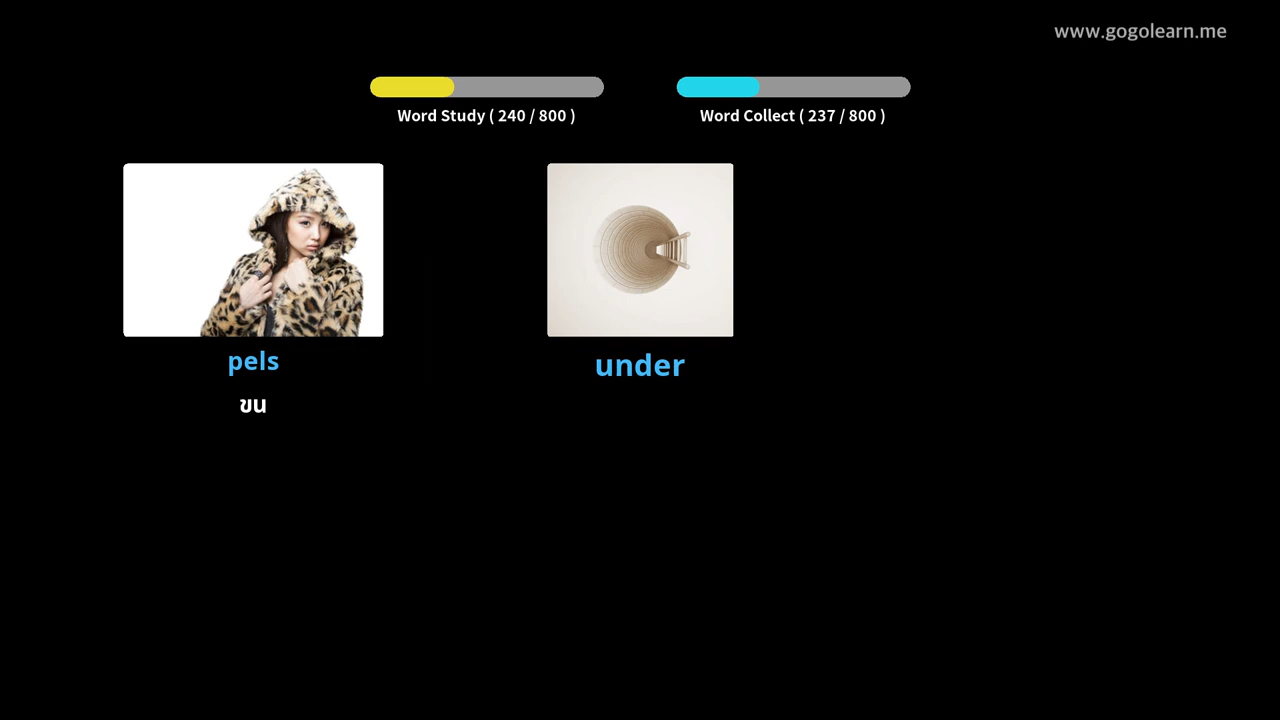 www.gogolearn.me
Word Study ( 240 / 800 )
Word Collect ( 237 / 800 )
pels
ขน
under